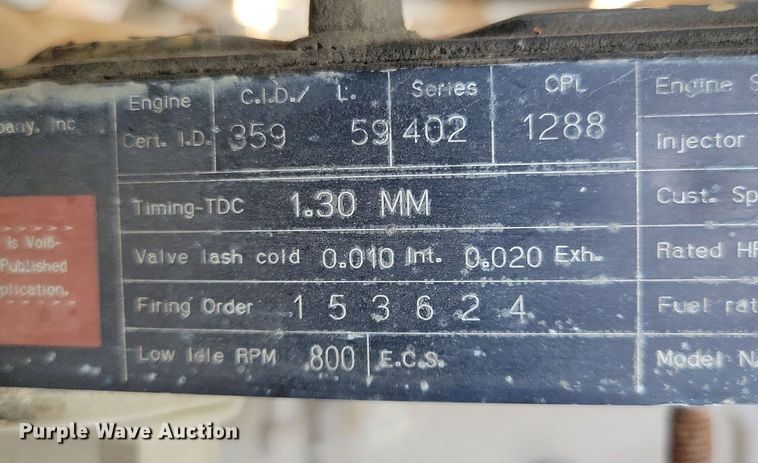 pany, Inc
Engine C.I.D./ L. Series CPL Engine S
Cert. I.D. 359 59 402 1288 Injector
Timing-TDC 1.30 MM Cust. Sp
Is Void
Published
plication.
Valve lash cold 0.010 Int. 0.020 Exh. Rated HP
Firing Order 1 5 3 6 2 4 Fuel rat
Low Idle RPM 800 E.C.S. Model N
Purple Wave Auction